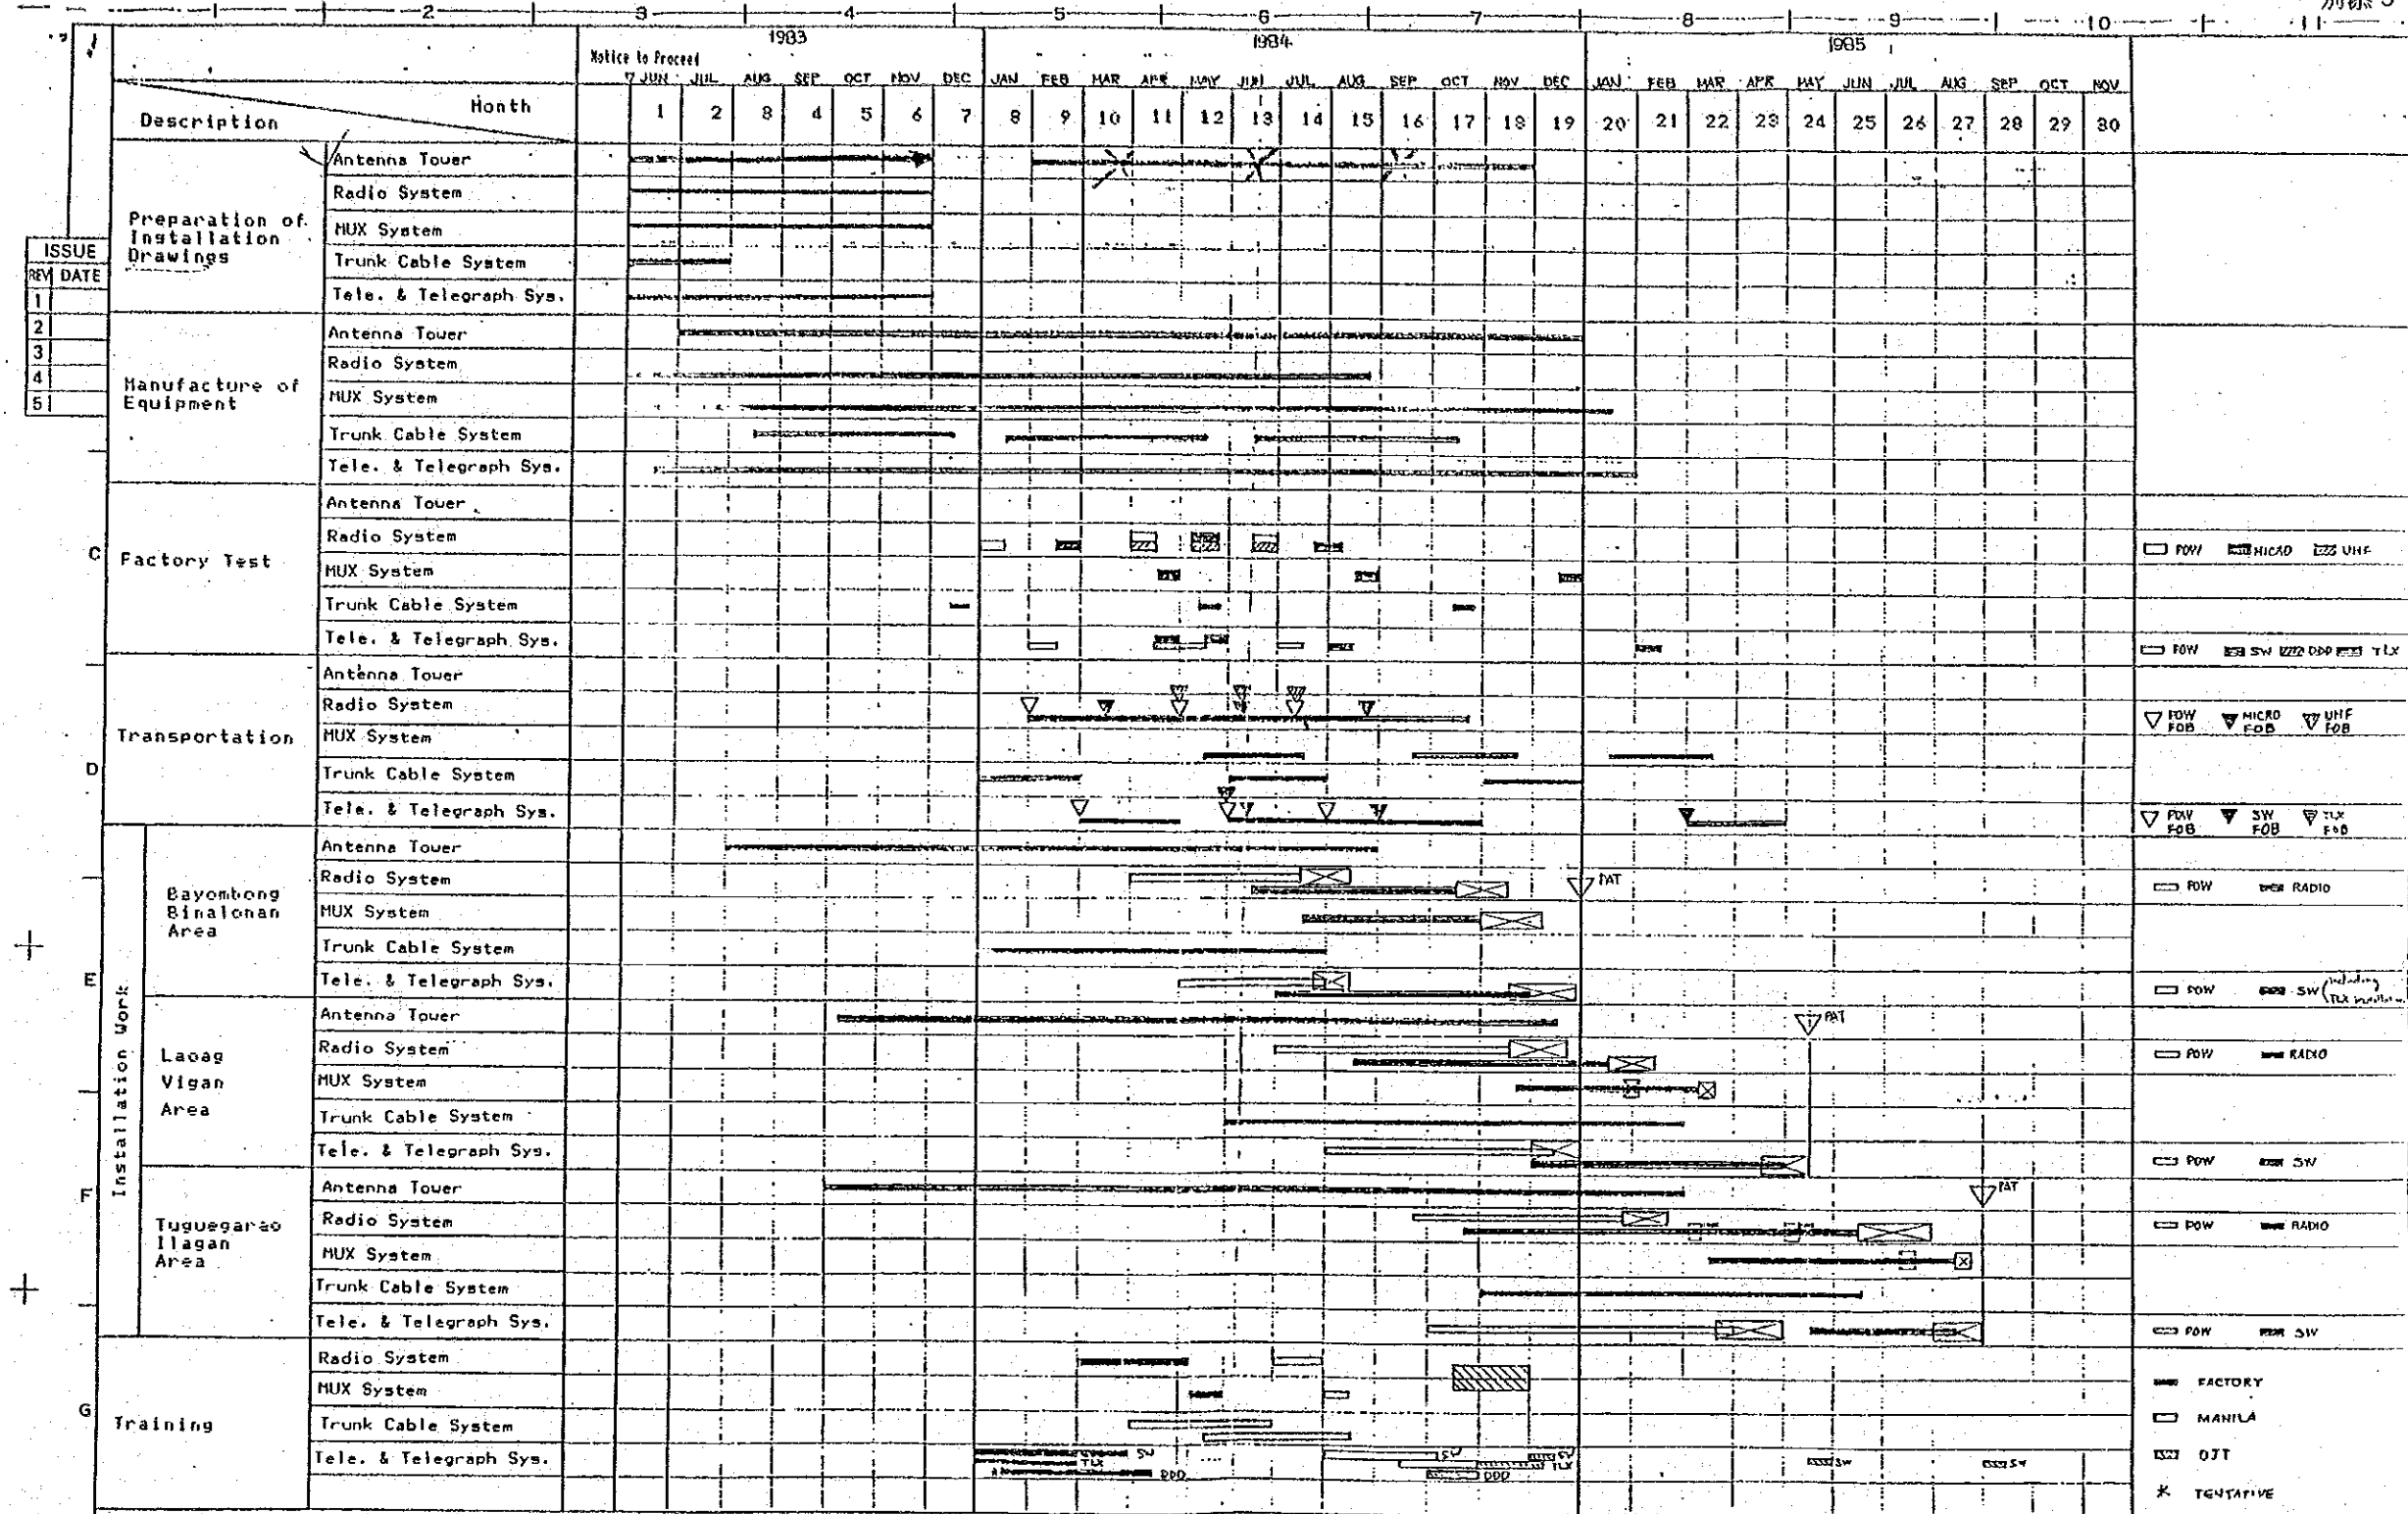 2 3 4 5 6 7 8 9 10 11
1983 1984 1985
Notice to Proceed
7 JUN JUL AUG SEP OCT NOV DEC JAN FEB MAR APR MAY JUN JUL AUG SEP OCT NOV DEC JAN FEB MAR APR MAY JUN JUL AUG SEP OCT NOV
Month
1 2 3 4 5 6 7 8 9 10 11 12 13 14 15 16 17 18 19 20 21 22 23 24 25 26 27 28 29 30
Description
ISSUE
REV DATE
1
2
3
4
5
Preparation of
Installation
Drawings
Antenna Tower
Radio System
MUX System
Trunk Cable System
Tele. & Telegraph Sys.
Manufacture of
Equipment
Antenna Tower
Radio System
MUX System
Trunk Cable System
Tele. & Telegraph Sys.
C
Factory Test
Antenna Tower
Radio System
POW MICRO UHF
MUX System
Trunk Cable System
Tele. & Telegraph Sys.
POW SW DDD TLX
D
Transportation
Antenna Tower
Radio System
POW FOB MICRO FOB UHF FOB
MUX System
Trunk Cable System
Tele. & Telegraph Sys.
POW FOB SW FOB TLX FOB
E
Installation Work
Bayombong
Binalonan
Area
Antenna Tower
Radio System
PAT
POW RADIO
MUX System
Trunk Cable System
Tele. & Telegraph Sys.
POW SW (including TLX
Laoag
Vigan
Area
Antenna Tower
PAT
Radio System
POW RADIO
MUX System
Trunk Cable System
Tele. & Telegraph Sys.
POW SW
F
Tuguegarao
Ilagan
Area
Antenna Tower
PAT
Radio System
POW RADIO
MUX System
Trunk Cable System
Tele. & Telegraph Sys.
POW SW
G
Training
Radio System
MUX System
Trunk Cable System
Tele. & Telegraph Sys.
SW TLX DDD SW DDD SW TLX SW SW
FACTORY
MANILA
OJT
* TENTATIVE